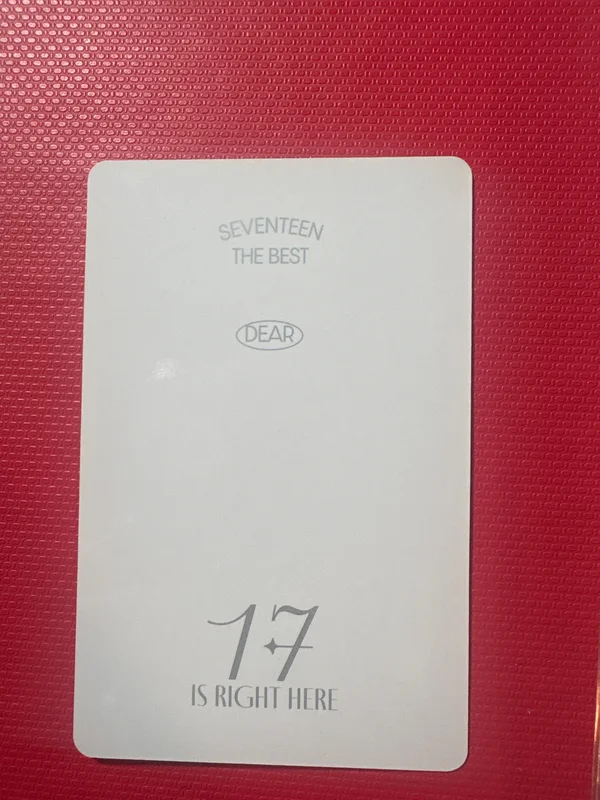 SEVENTEEN
THE BEST
DEAR
17
IS RIGHT HERE